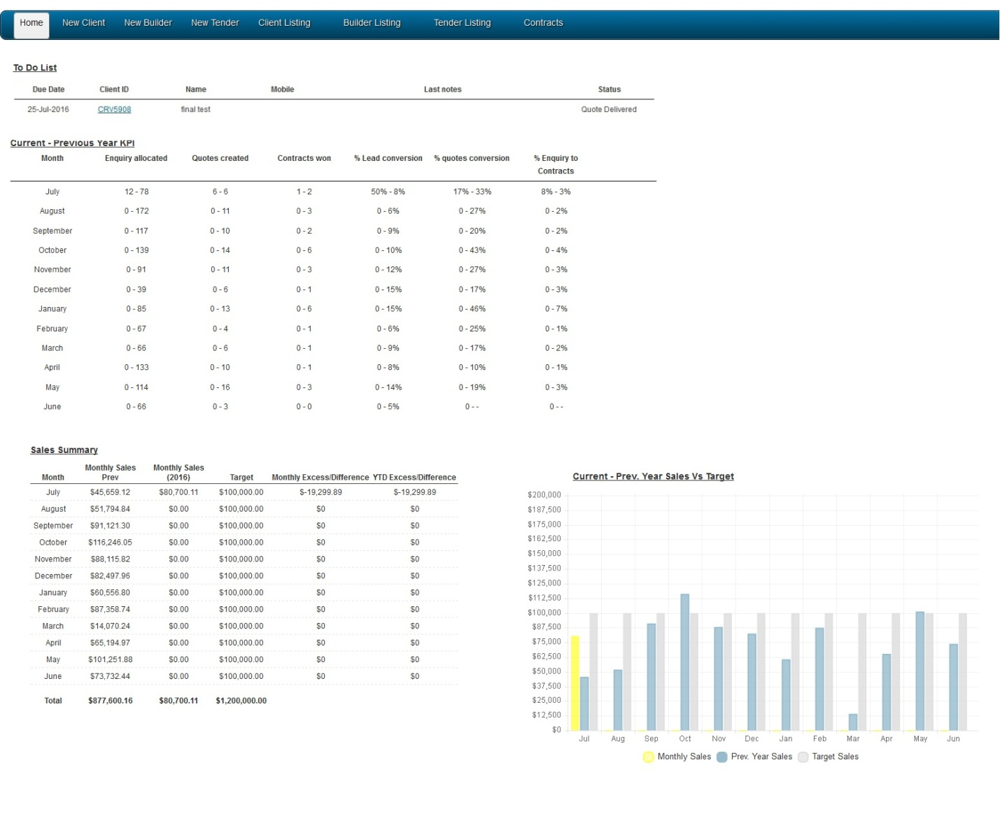 Home New Client New Builder New Tender Client Listing Builder Listing Tender Listing Contracts
To Do List
Due Date Client ID Name Mobile Last notes Status
25-Jul-2016 CRV5908 final test Quote Delivered
Current - Previous Year KPI
Month Enquiry allocated Quotes created Contracts won % Lead conversion % quotes conversion % Enquiry to
Contracts
July 12 - 78 6 - 6 1 - 2 50% - 8% 17% - 33% 8% - 3%
August 0 - 172 0 - 11 0 - 3 0 - 6% 0 - 27% 0 - 2%
September 0 - 117 0 - 10 0 - 2 0 - 9% 0 - 20% 0 - 2%
October 0 - 139 0 - 14 0 - 6 0 - 10% 0 - 43% 0 - 4%
November 0 - 91 0 - 11 0 - 3 0 - 12% 0 - 27% 0 - 3%
December 0 - 39 0 - 6 0 - 1 0 - 15% 0 - 17% 0 - 3%
January 0 - 85 0 - 13 0 - 6 0 - 15% 0 - 46% 0 - 7%
February 0 - 67 0 - 4 0 - 1 0 - 6% 0 - 25% 0 - 1%
March 0 - 66 0 - 6 0 - 1 0 - 9% 0 - 17% 0 - 2%
April 0 - 133 0 - 10 0 - 1 0 - 8% 0 - 10% 0 - 1%
May 0 - 114 0 - 16 0 - 3 0 - 14% 0 - 19% 0 - 3%
June 0 - 66 0 - 3 0 - 0 0 - 5% 0 - - 0 - -
Sales Summary
Monthly Sales Monthly Sales
Month Prev (2016) Target Monthly Excess/Difference YTD Excess/Difference
July $45,659.12 $80,700.11 $100,000.00 $-19,299.89 $-19,299.89
August $51,794.84 $0.00 $100,000.00 $0 $0
September $91,121.30 $0.00 $100,000.00 $0 $0
October $116,246.05 $0.00 $100,000.00 $0 $0
November $88,115.82 $0.00 $100,000.00 $0 $0
December $82,497.96 $0.00 $100,000.00 $0 $0
January $60,556.80 $0.00 $100,000.00 $0 $0
February $87,358.74 $0.00 $100,000.00 $0 $0
March $14,070.24 $0.00 $100,000.00 $0 $0
April $65,194.97 $0.00 $100,000.00 $0 $0
May $101,251.88 $0.00 $100,000.00 $0 $0
June $73,732.44 $0.00 $100,000.00 $0 $0
Total $877,600.16 $80,700.11 $1,200,000.00
Current - Prev. Year Sales Vs Target
$200,000
$187,500
$175,000
$162,500
$150,000
$137,500
$125,000
$112,500
$100,000
$87,500
$75,000
$62,500
$50,000
$37,500
$25,000
$12,500
$0
Jul Aug Sep Oct Nov Dec Jan Feb Mar Apr May Jun
Monthly Sales Prev. Year Sales Target Sales